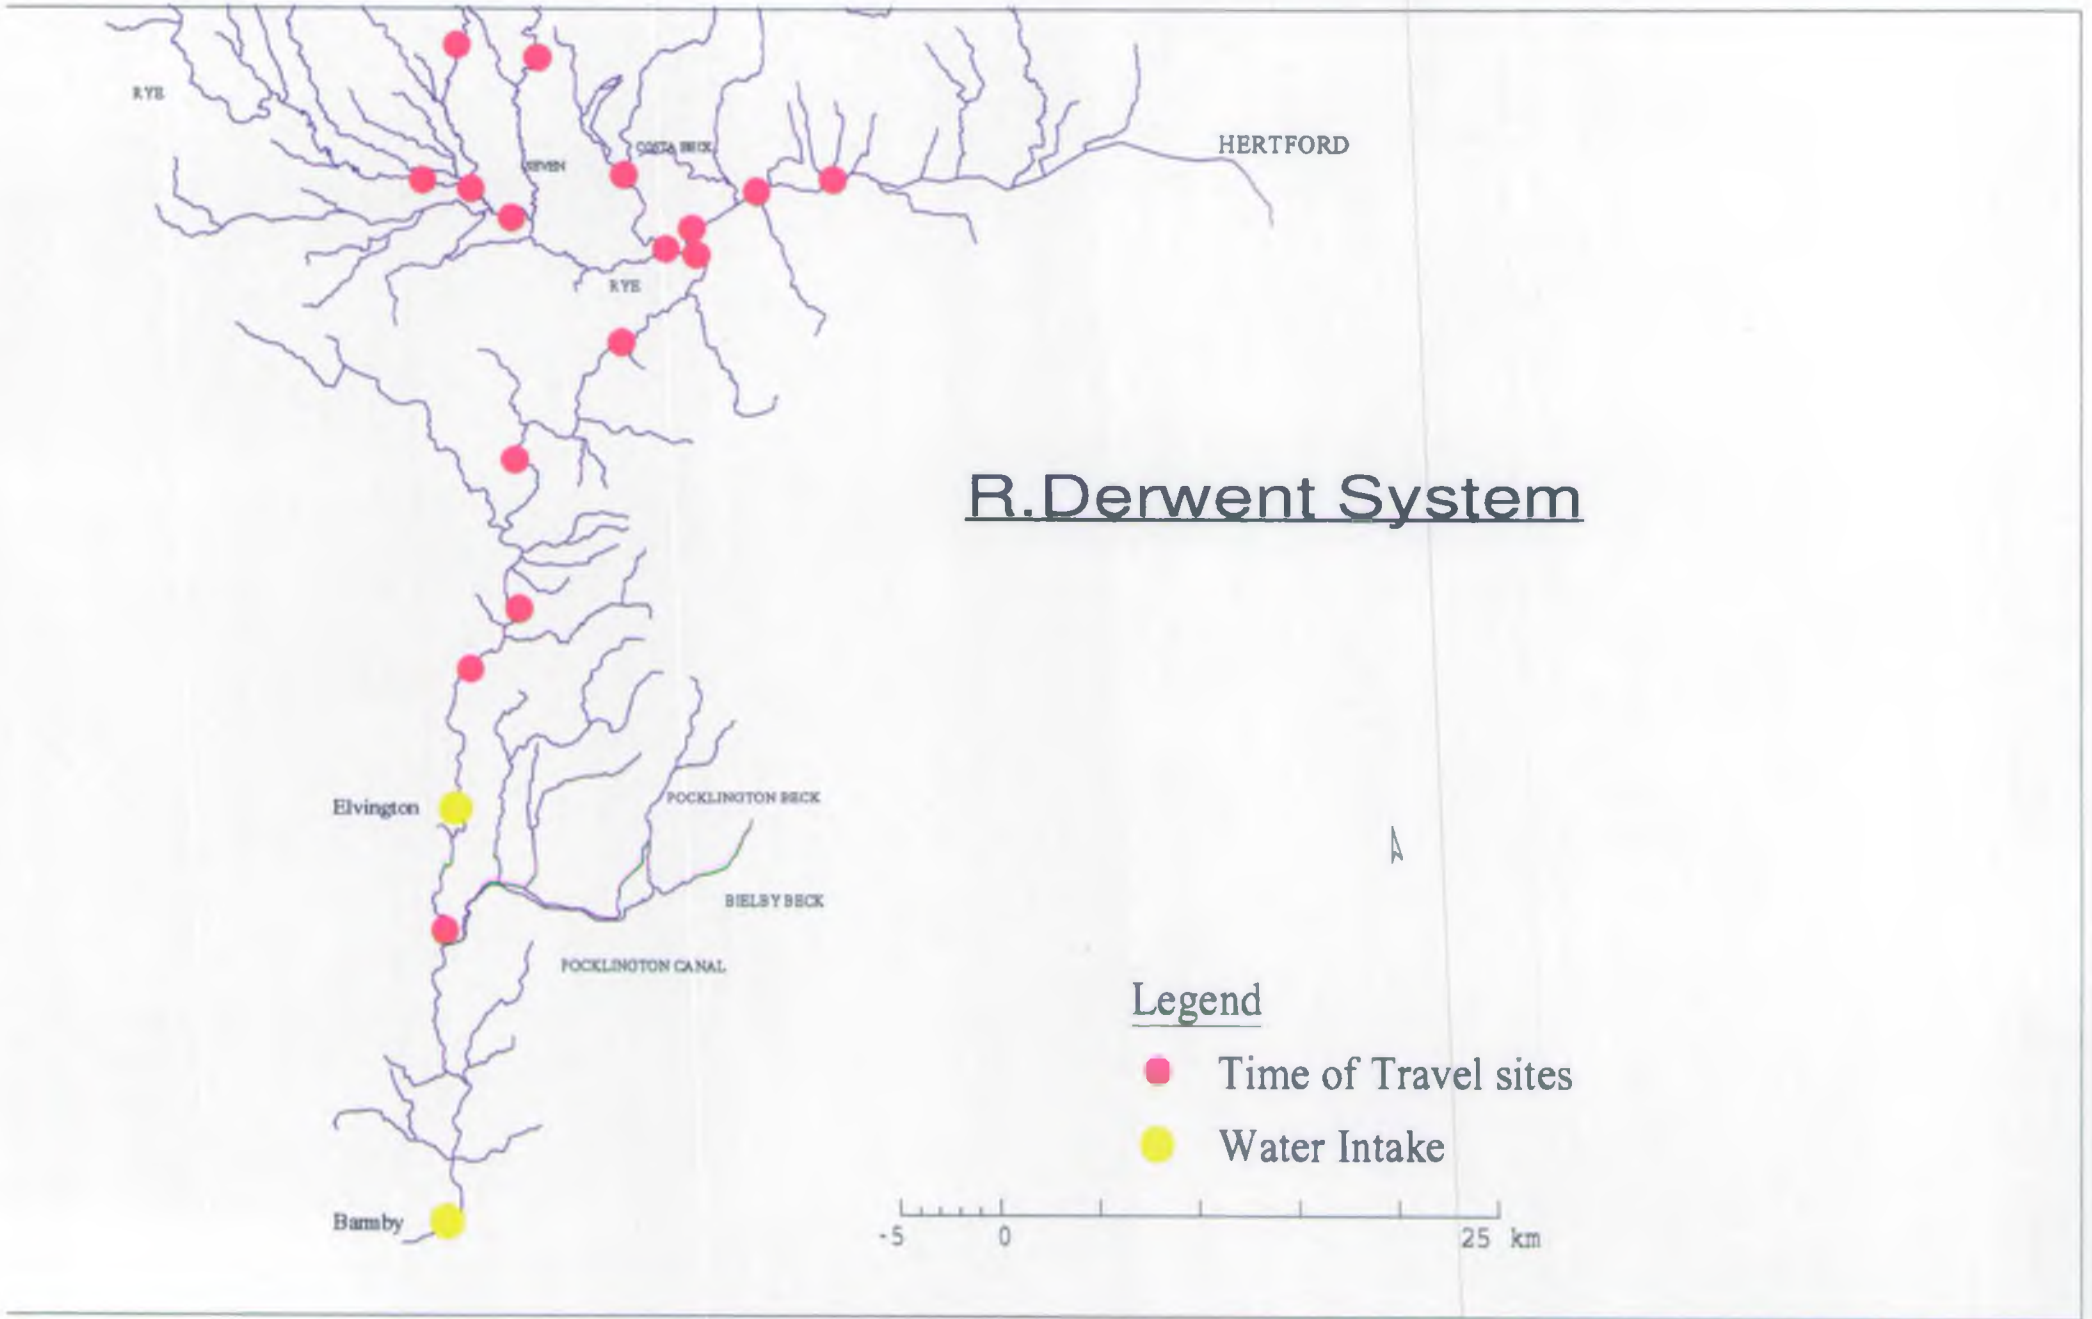 RYE
SEVEN
COSTA BECK
HERTFORD
RYE
R.Derwent System
Elvington
POCKLINGTON BECK
BIELBY BECK
POCKLINGTON CANAL
Legend
Time of Travel sites
Water Intake
Barmby
-5 0 25 km